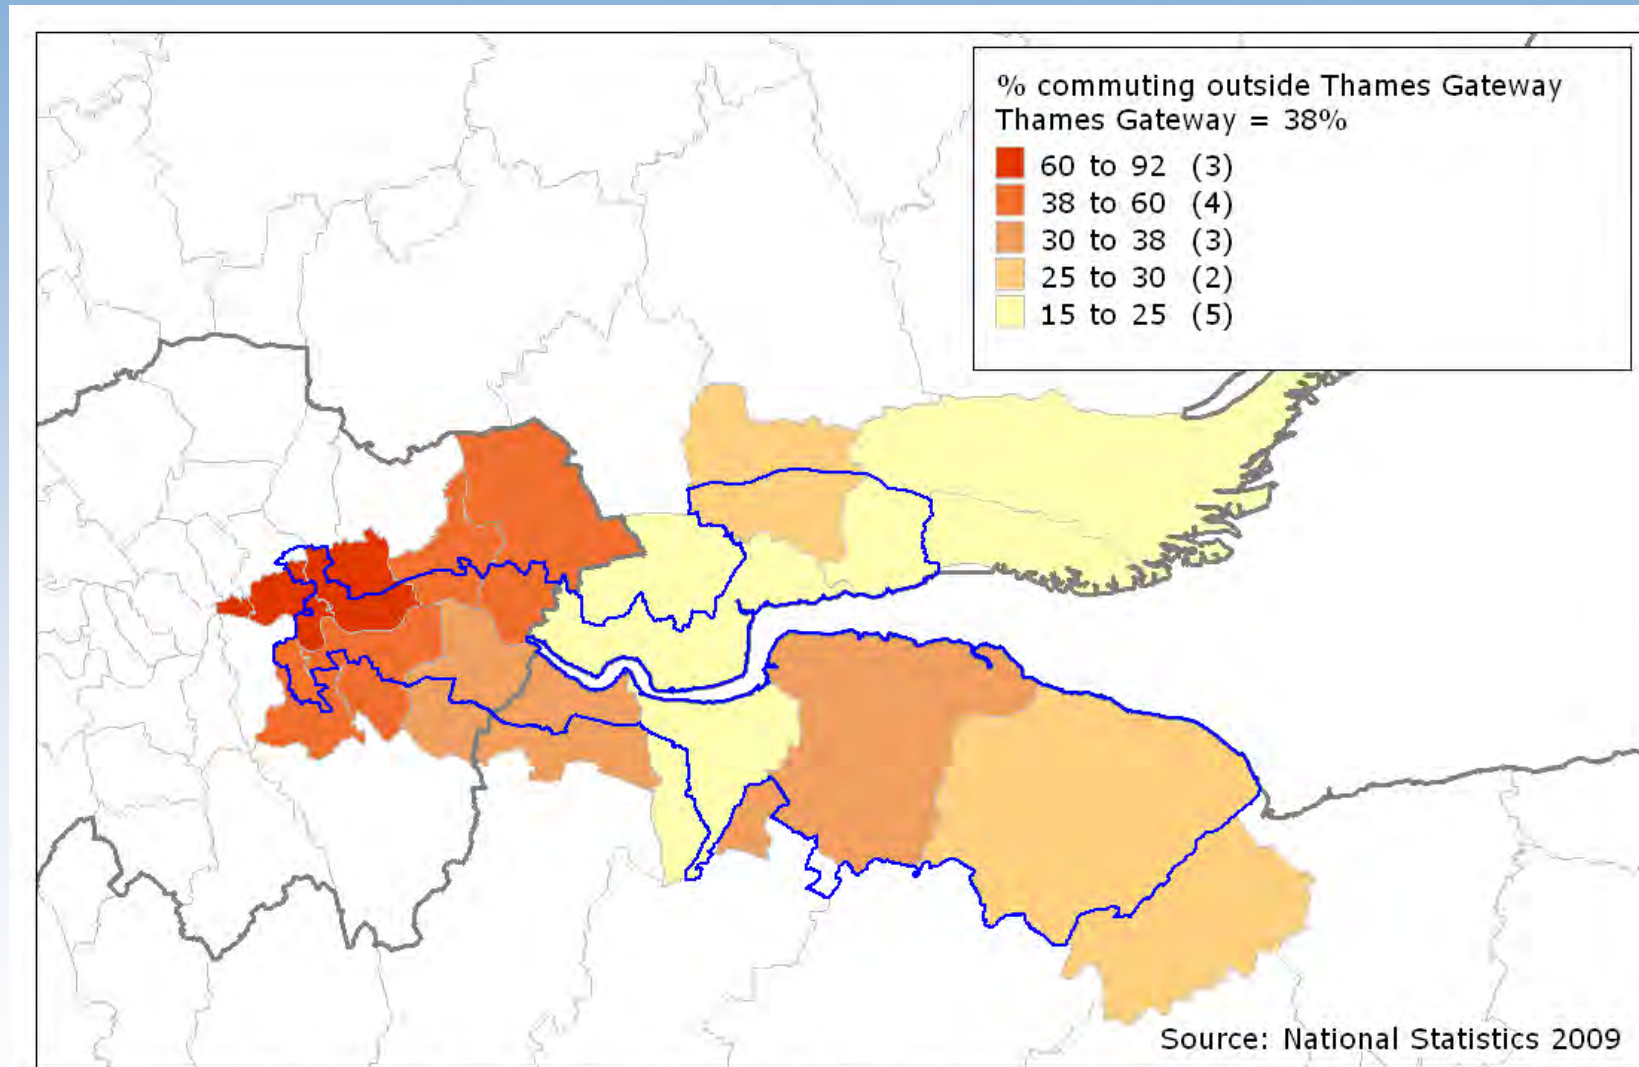 % commuting outside Thames Gateway
Thames Gateway = 38%
60 to 92 (3)
38 to 60 (4)
30 to 38 (3)
25 to 30 (2)
15 to 25 (5)
Source: National Statistics 2009